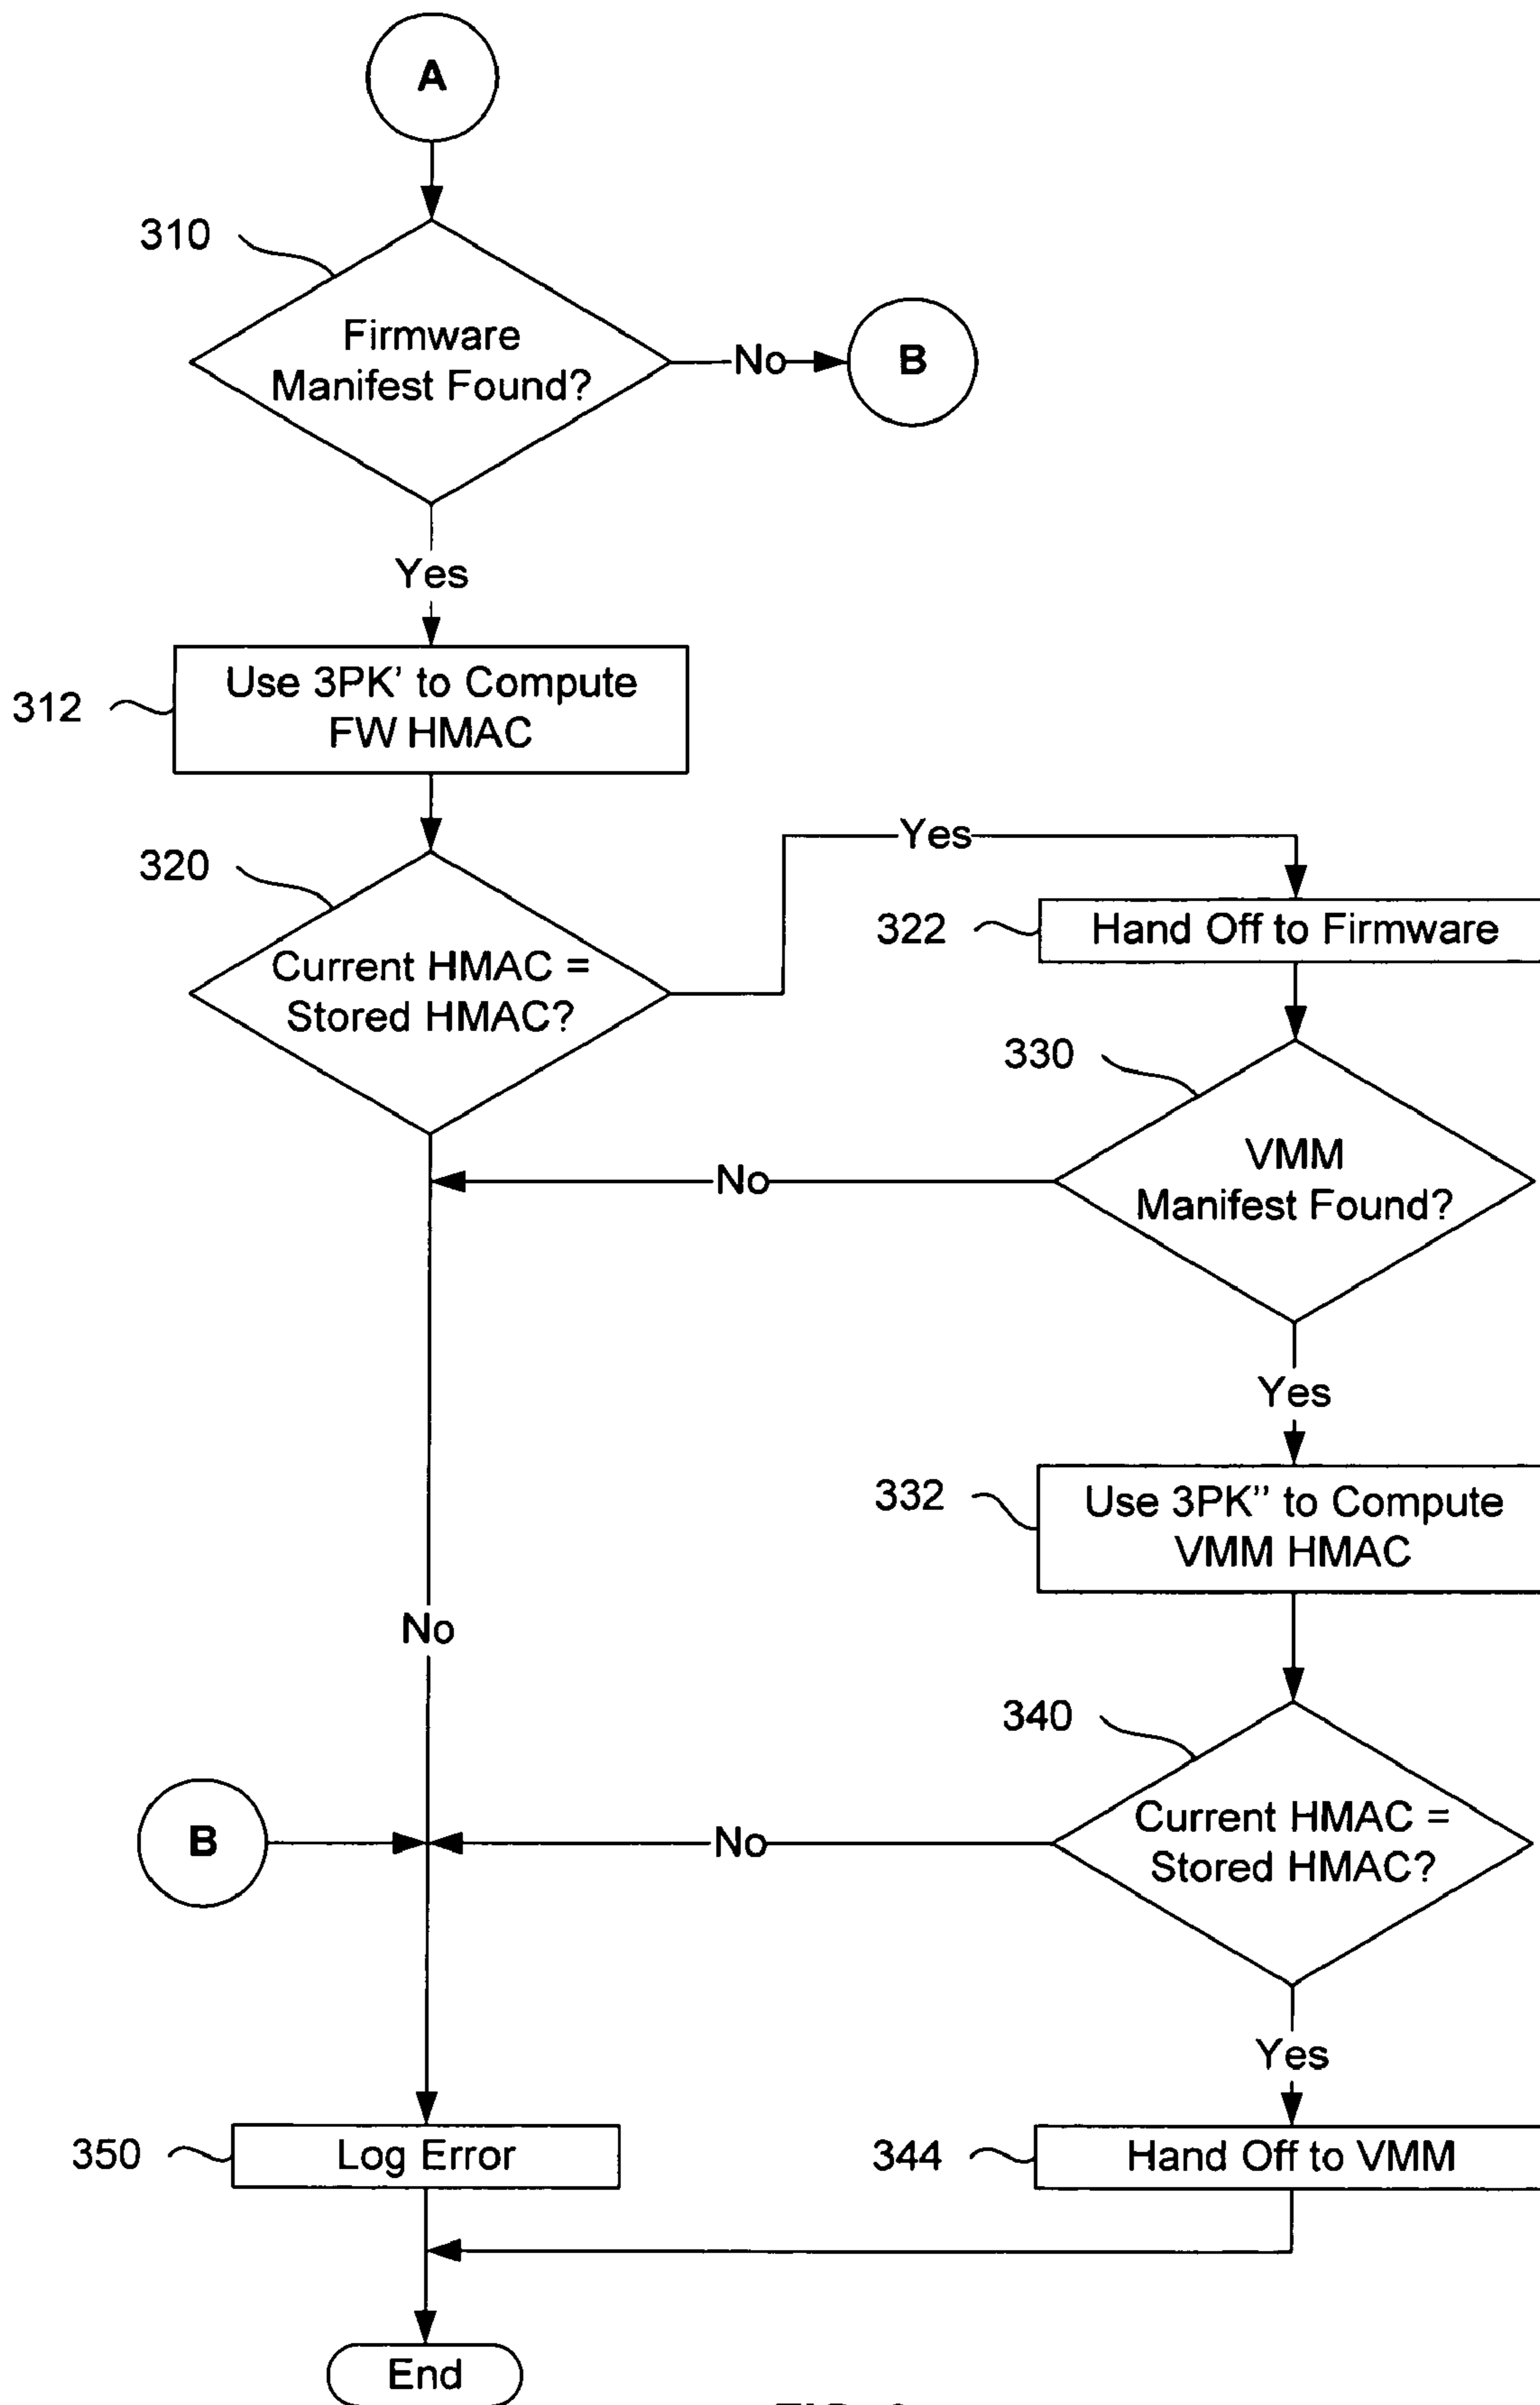 A
310
Firmware
Manifest Found?
No
B
Yes
312
Use 3PK' to Compute
FW HMAC
320
Current HMAC =
Stored HMAC?
Yes
322
Hand Off to Firmware
330
VMM
Manifest Found?
No
Yes
332
Use 3PK'' to Compute
VMM HMAC
No
340
Current HMAC =
Stored HMAC?
B
No
Yes
350
Log Error
344
Hand Off to VMM
End